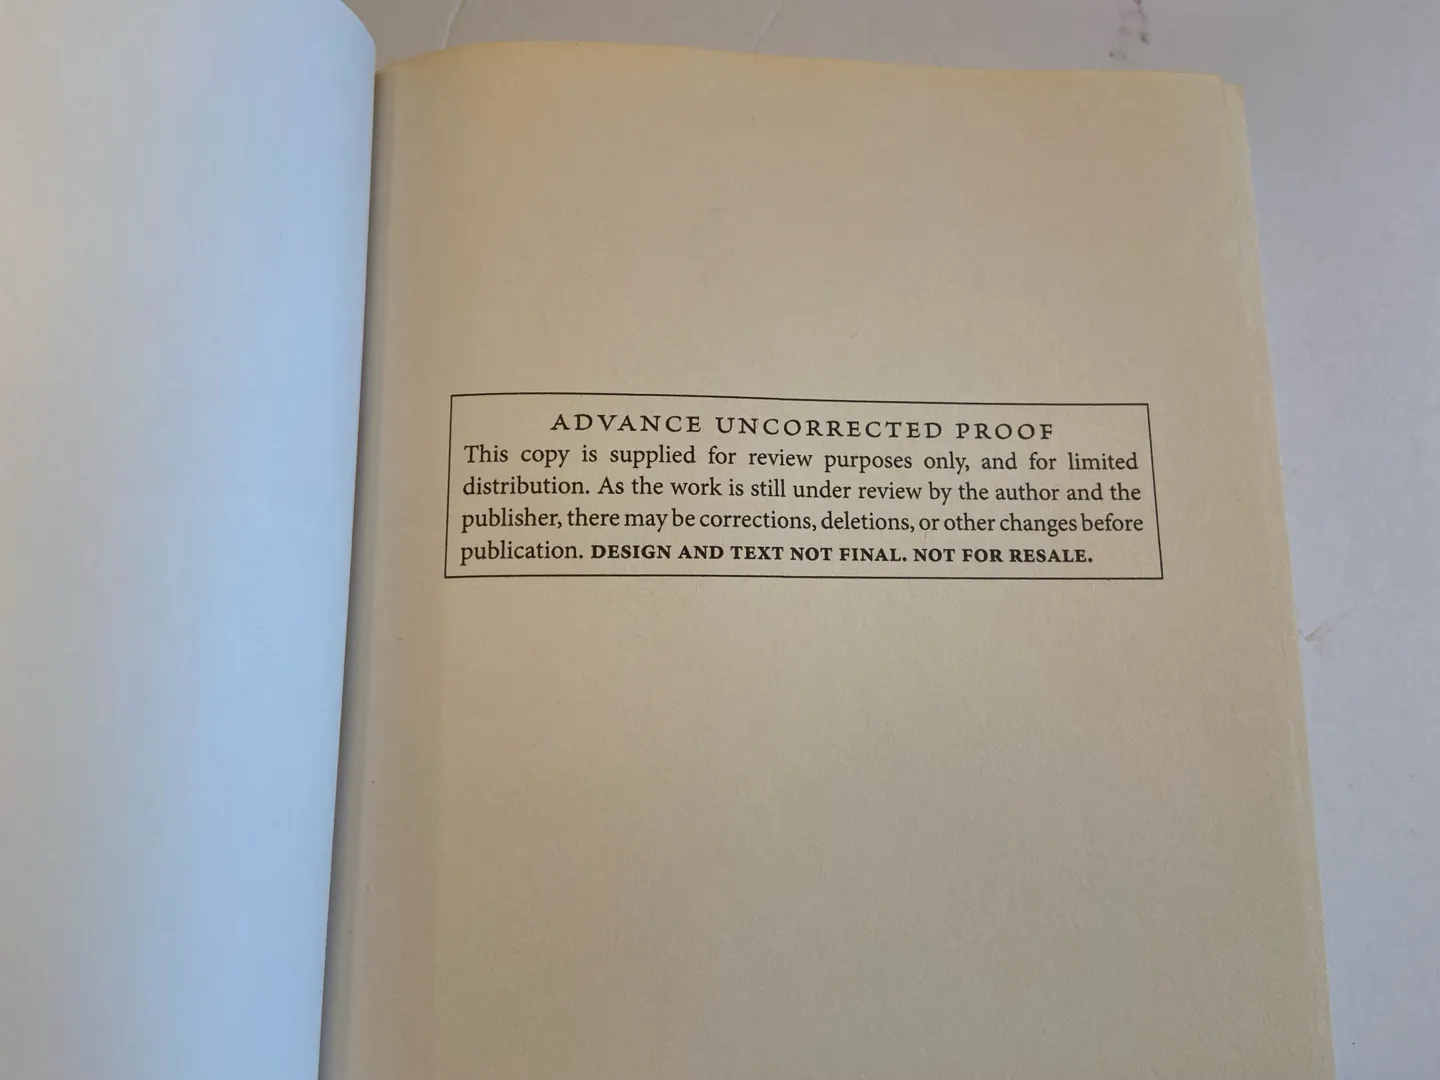 ADVANCE UNCORRECTED PROOF
This copy is supplied for review purposes only, and for limited
distribution. As the work is still under review by the author and the
publisher, there may be corrections, deletions, or other changes before
publication. DESIGN AND TEXT NOT FINAL. NOT FOR RESALE.